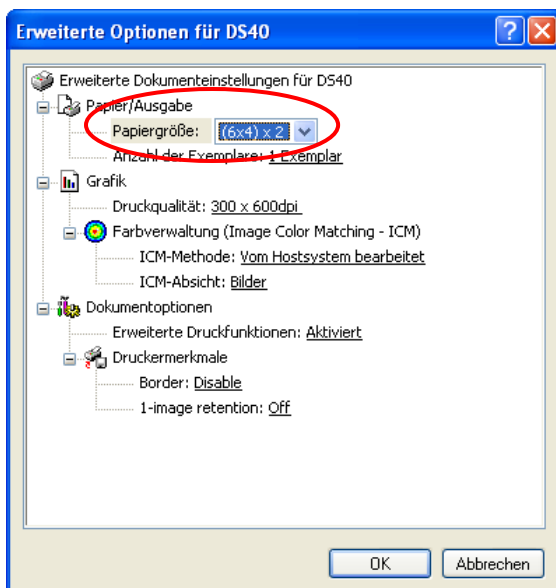 Erweiterte Optionen für DS40
Erweiterte Dokumenteinstellungen für DS40
Papier/Ausgabe
Papiergröße: (6x4) x 2
Anzahl der Exemplare: 1 Exemplar
Grafik
Druckqualität: 300 x 600dpi
Farbverwaltung (Image Color Matching - ICM)
ICM-Methode: Vom Hostsystem bearbeitet
ICM-Absicht: Bilder
Dokumentoptionen
Erweiterte Druckfunktionen: Aktiviert
Druckermerkmale
Border: Disable
1-image retention: Off
OK Abbrechen